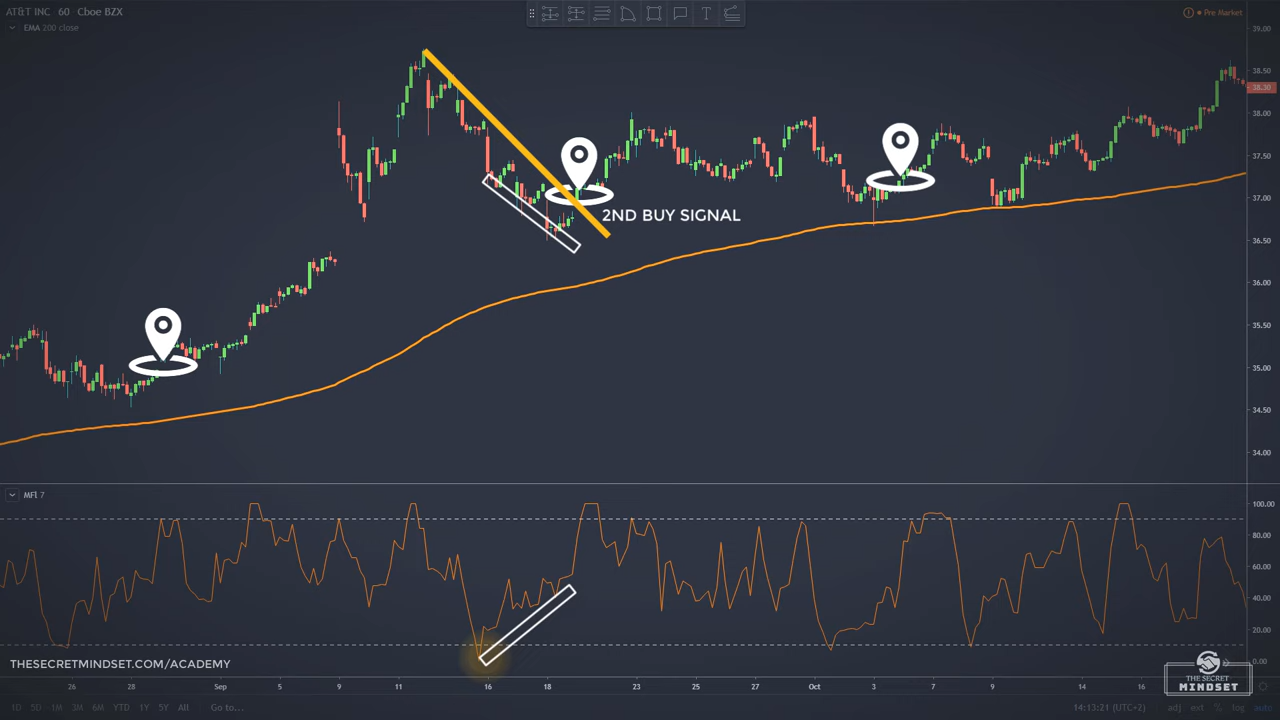 AT&T INC 60 Cboe BZX
Pre Market
EMA 200 close
39.00
38.50
38.30
38.00
37.50
37.00
36.50
36.00
35.50
35.00
34.50
34.00
2ND BUY SIGNAL
MFI 7
100.00
80.00
60.00
40.00
20.00
0.00
THESECRETMINDSET.COM/ACADEMY
THE SECRET
MINDSET
26 28 Sep 5 9 11 16 18 23 25 27 Oct 3 7 9 14 16
1D 5D 1M 3M 6M YTD 1Y 5Y All Go to...
14:13:21 (UTC+2) adj ext % log auto